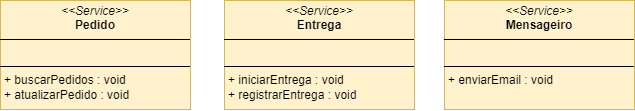 <<Service>>
Pedido
+ buscarPedidos : void
+ atualizarPedido : void
<<Service>>
Entrega
+ iniciarEntrega : void
+ registrarEntrega : void
<<Service>>
Mensageiro
+ enviarEmail : void